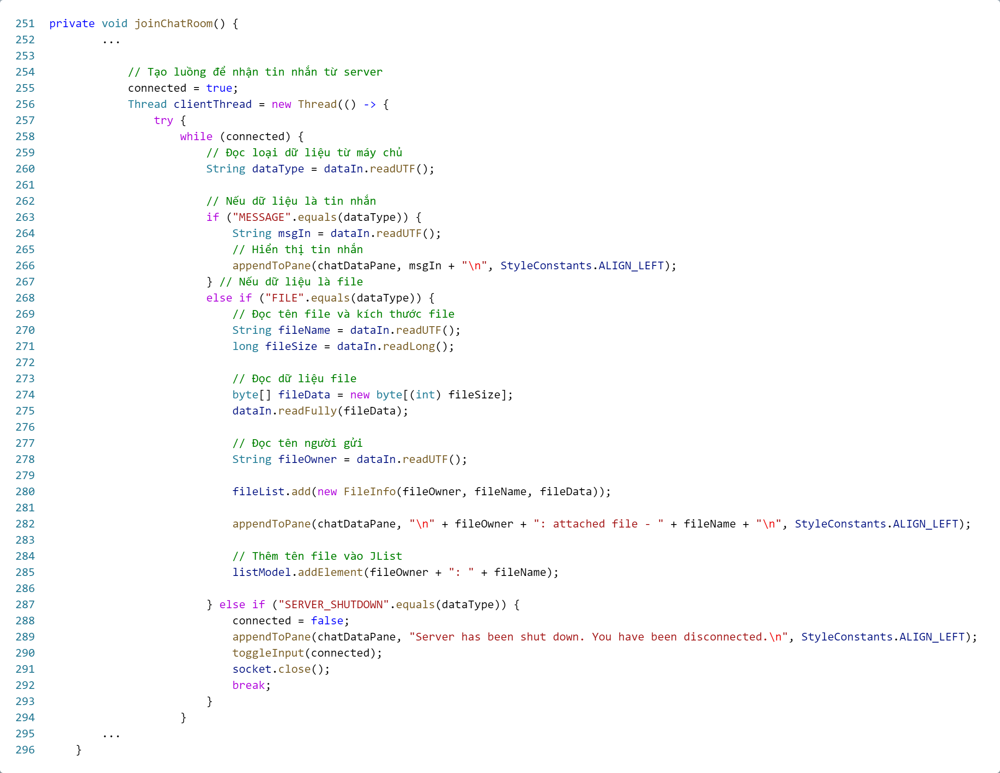 251 private void joinChatRoom() {
252         ...
253
254             // Tạo luồng để nhận tin nhắn từ server
255             connected = true;
256             Thread clientThread = new Thread(() -> {
257                 try {
258                     while (connected) {
259                         // Đọc loại dữ liệu từ máy chủ
260                         String dataType = dataIn.readUTF();
261
262                         // Nếu dữ liệu là tin nhắn
263                         if ("MESSAGE".equals(dataType)) {
264                             String msgIn = dataIn.readUTF();
265                             // Hiển thị tin nhắn
266                             appendToPane(chatDataPane, msgIn + "\n", StyleConstants.ALIGN_LEFT);
267                         } // Nếu dữ liệu là file
268                         else if ("FILE".equals(dataType)) {
269                             // Đọc tên file và kích thước file
270                             String fileName = dataIn.readUTF();
271                             long fileSize = dataIn.readLong();
272
273                             // Đọc dữ liệu file
274                             byte[] fileData = new byte[(int) fileSize];
275                             dataIn.readFully(fileData);
276
277                             // Đọc tên người gửi
278                             String fileOwner = dataIn.readUTF();
279
280                             fileList.add(new FileInfo(fileOwner, fileName, fileData));
281
282                             appendToPane(chatDataPane, "\n" + fileOwner + ": attached file - " + fileName + "\n", StyleConstants.ALIGN_LEFT);
283
284                             // Thêm tên file vào JList
285                             listModel.addElement(fileOwner + ": " + fileName);
286
287                         } else if ("SERVER_SHUTDOWN".equals(dataType)) {
288                             connected = false;
289                             appendToPane(chatDataPane, "Server has been shut down. You have been disconnected.\n", StyleConstants.ALIGN_LEFT);
290                             toggleInput(connected);
291                             socket.close();
292                             break;
293                         }
294                     }
295         ...
296     }